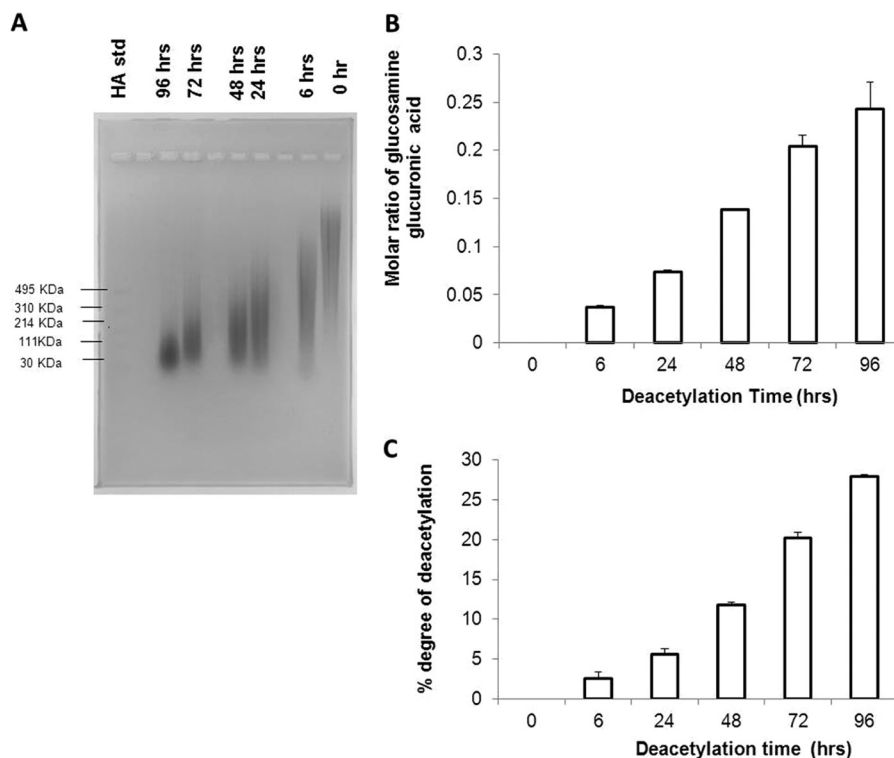 A
HA std
96 hrs
72 hrs
48 hrs
24 hrs
6 hrs
0 hr
495 KDa
310 KDa
214 KDa
111KDa
30 KDa
B
Molar ratio of glucosamine
glucuronic acid
0.3
0.25
0.2
0.15
0.1
0.05
0
0 6 24 48 72 96
Deacetylation Time (hrs)
C
% degree of deacetylation
30
25
20
15
10
5
0
0 6 24 48 72 96
Deacetylation time (hrs)